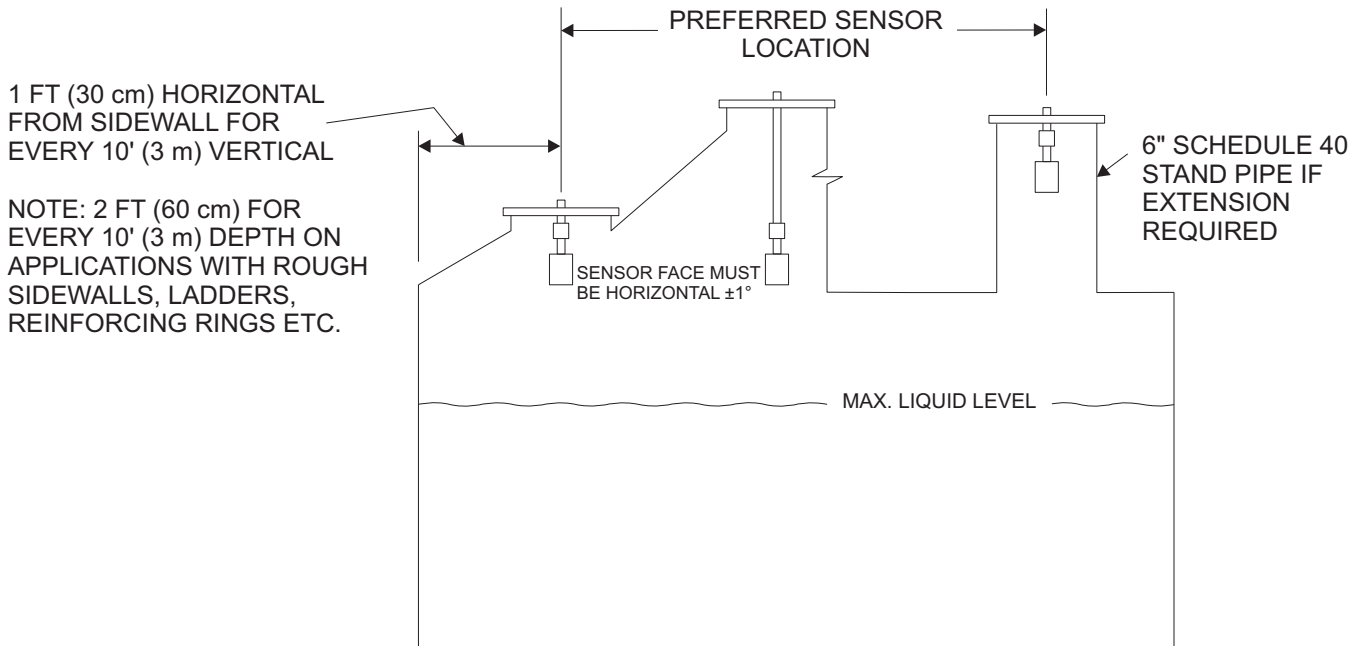 PREFERRED SENSOR
LOCATION
1 FT (30 cm) HORIZONTAL
FROM SIDEWALL FOR
EVERY 10' (3 m) VERTICAL
NOTE: 2 FT (60 cm) FOR
EVERY 10' (3 m) DEPTH ON
APPLICATIONS WITH ROUGH
SIDEWALLS, LADDERS,
REINFORCING RINGS ETC.
6" SCHEDULE 40
STAND PIPE IF
EXTENSION
REQUIRED
SENSOR FACE MUST
BE HORIZONTAL ±1°
MAX. LIQUID LEVEL